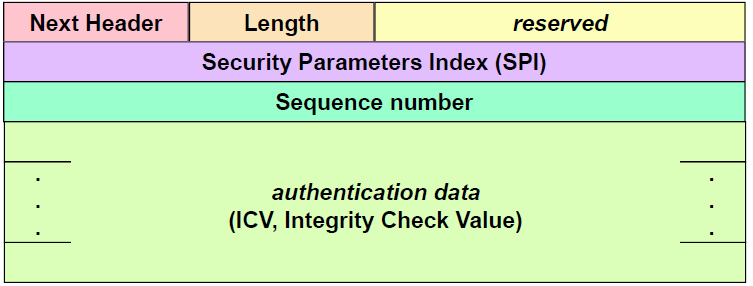 Next Header Length reserved
Security Parameters Index (SPI)
Sequence number
authentication data
(ICV, Integrity Check Value)